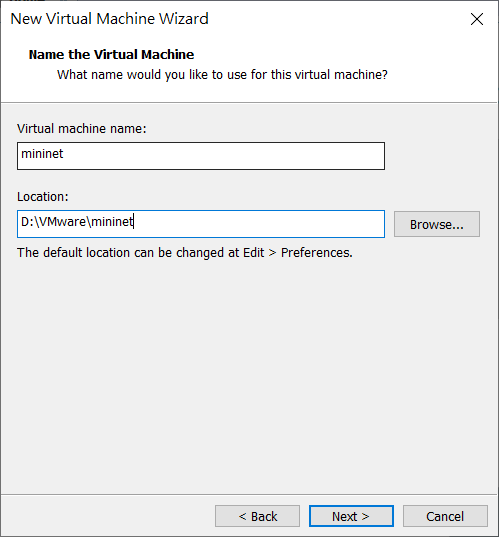 New Virtual Machine Wizard
Name the Virtual Machine
What name would you like to use for this virtual machine?
Virtual machine name:
mininet
Location:
D:\VMware\mininet
Browse...
The default location can be changed at Edit > Preferences.
< Back
Next >
Cancel